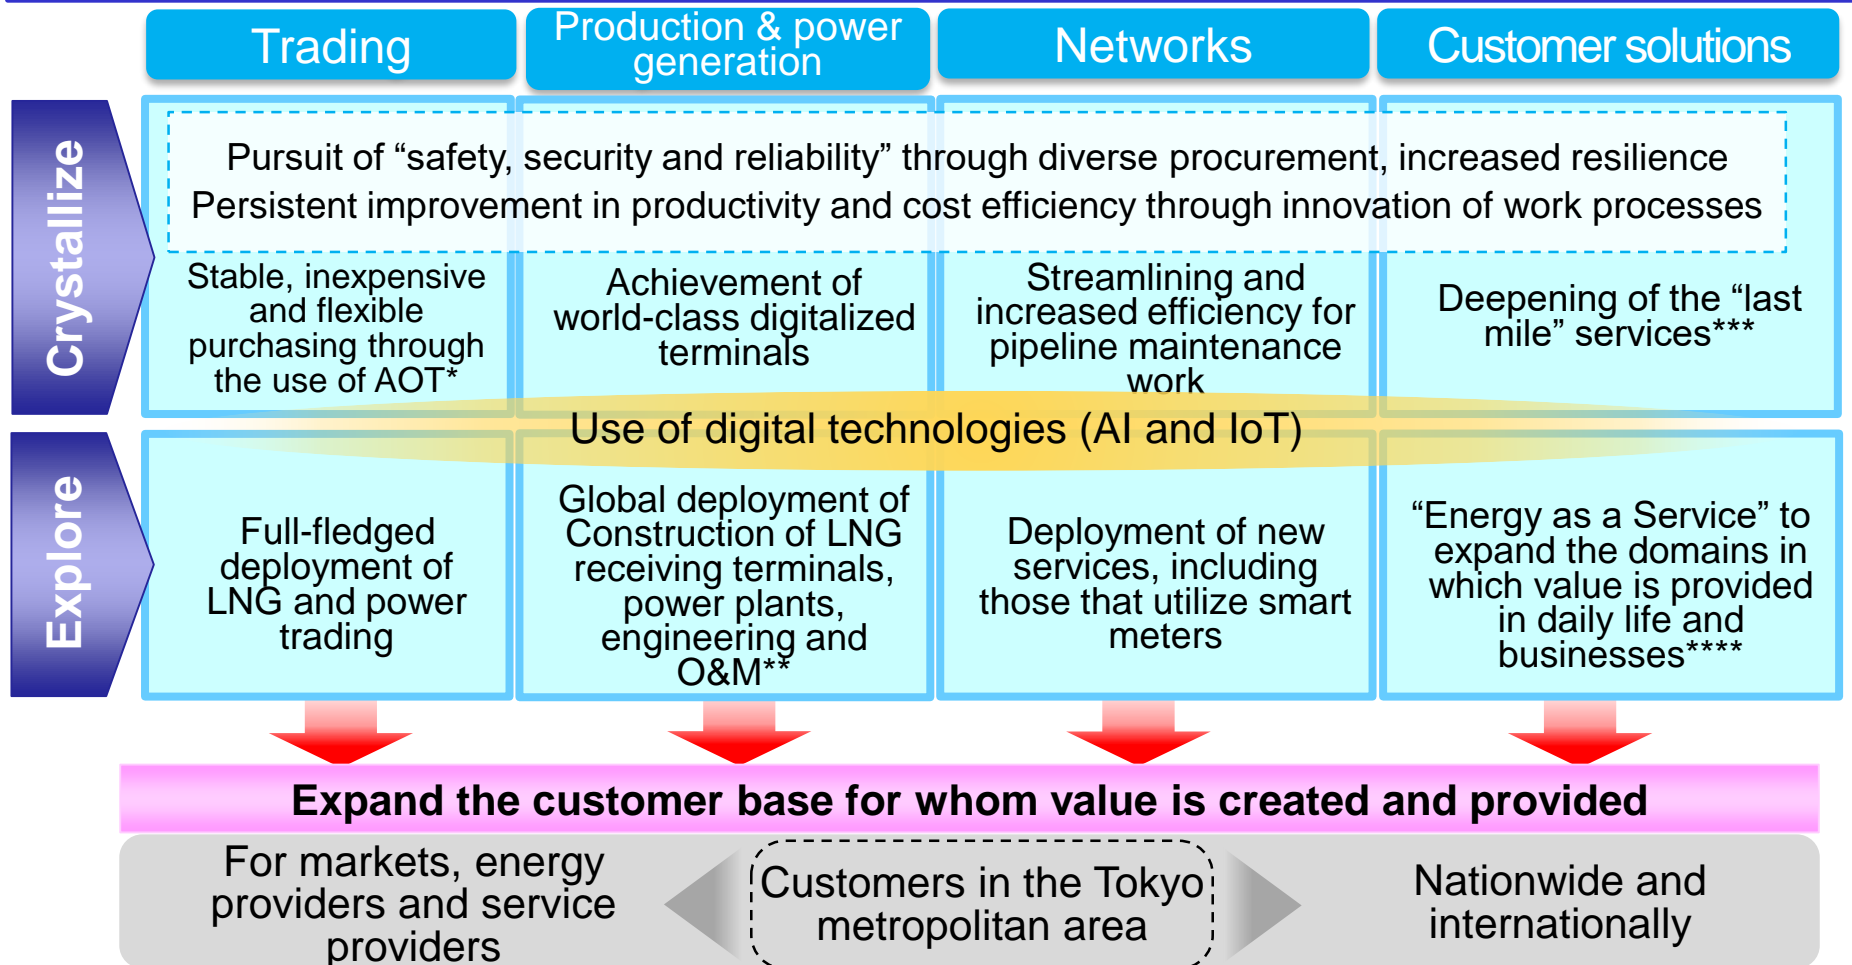 Trading
Production & power
generation
Networks
Customer solutions
Crystallize
Pursuit of “safety, security and reliability” through diverse procurement, increased resilience
Persistent improvement in productivity and cost efficiency through innovation of work processes
Stable, inexpensive
and flexible
purchasing through
the use of AOT*
Achievement of
world-class digitalized
terminals
Streamlining and
increased efficiency for
pipeline maintenance
work
Deepening of the “last
mile” services***
Use of digital technologies (AI and IoT)
Explore
Full-fledged
deployment of
LNG and power
trading
Global deployment of
Construction of LNG
receiving terminals,
power plants,
engineering and
O&M**
Deployment of new
services, including
those that utilize smart
meters
“Energy as a Service” to
expand the domains in
which value is provided
in daily life and
businesses****
Expand the customer base for whom value is created and provided
For markets, energy
providers and service
providers
Customers in the Tokyo
metropolitan area
Nationwide and
internationally